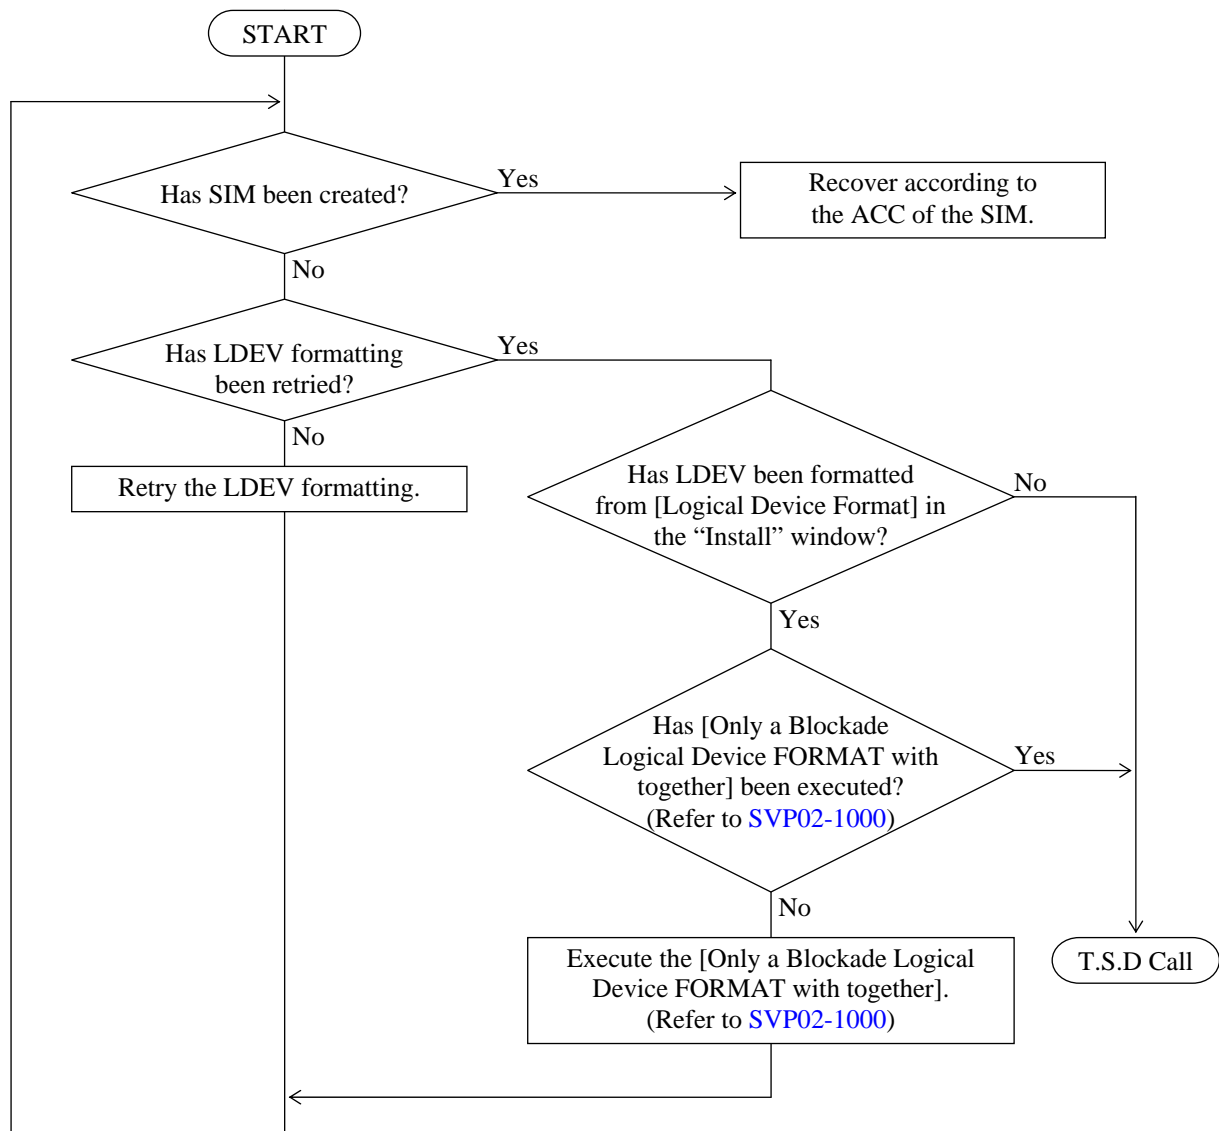 START
Has SIM been created?
Yes
Recover according to
the ACC of the SIM.
No
Has LDEV formatting
been retried?
Yes
No
Retry the LDEV formatting.
Has LDEV been formatted
from [Logical Device Format] in
the “Install” window?
No
Yes
Has [Only a Blockade
Logical Device FORMAT with
together] been executed?
(Refer to SVP02-1000)
Yes
No
Execute the [Only a Blockade Logical
Device FORMAT with together].
(Refer to SVP02-1000)
T.S.D Call